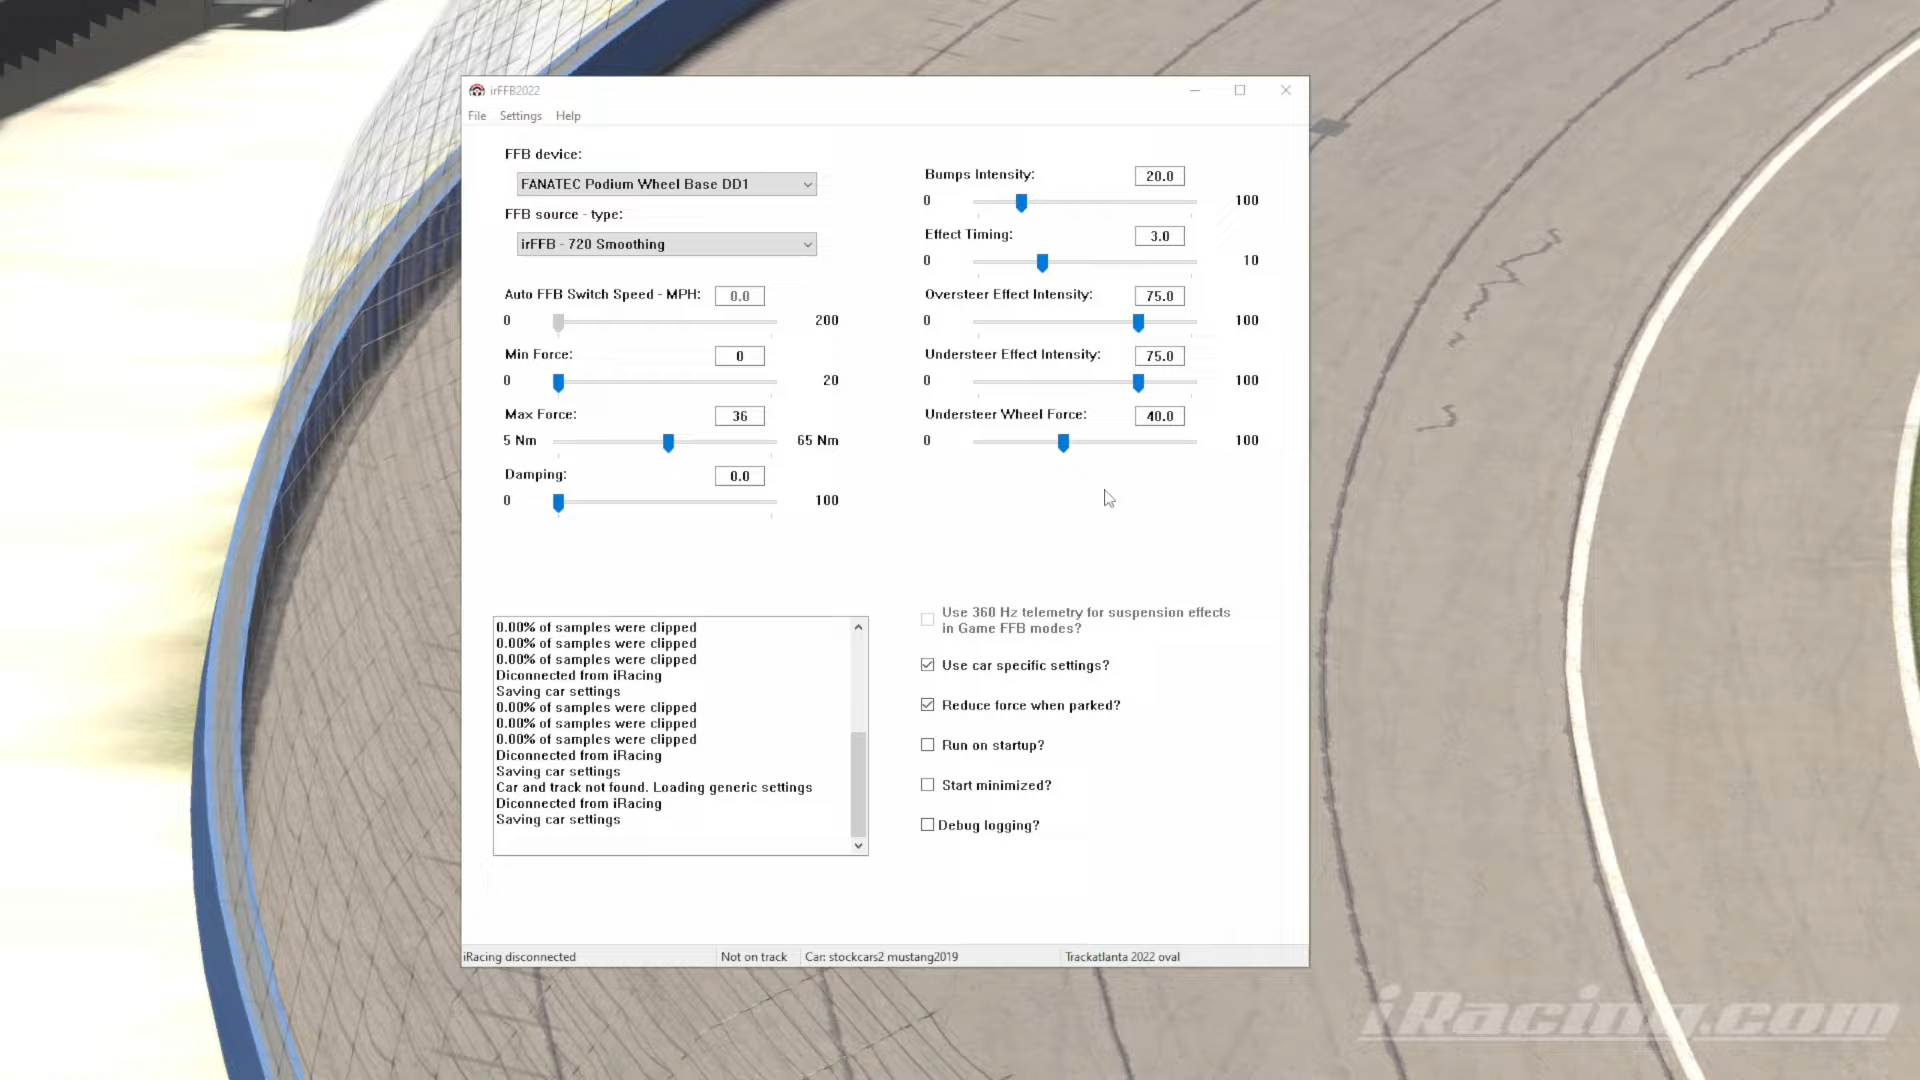 irFFB2022
File Settings Help
FFB device:
FANATEC Podium Wheel Base DD1
FFB source - type:
irFFB - 720 Smoothing
Auto FFB Switch Speed - MPH: 0.0
0 200
Min Force: 0
0 20
Max Force: 36
5 Nm 65 Nm
Damping: 0.0
0 100
Bumps Intensity: 20.0
0 100
Effect Timing: 3.0
0 10
Oversteer Effect Intensity: 75.0
0 100
Understeer Effect Intensity: 75.0
0 100
Understeer Wheel Force: 40.0
0 100
0.00% of samples were clipped
0.00% of samples were clipped
0.00% of samples were clipped
Diconnected from iRacing
Saving car settings
0.00% of samples were clipped
0.00% of samples were clipped
0.00% of samples were clipped
Diconnected from iRacing
Saving car settings
Car and track not found. Loading generic settings
Diconnected from iRacing
Saving car settings
Use 360 Hz telemetry for suspension effects
in Game FFB modes?
Use car specific settings?
Reduce force when parked?
Run on startup?
Start minimized?
Debug logging?
iRacing disconnected Not on track Car: stockcars2 mustang2019 Trackatlanta 2022 oval
iRacing.com